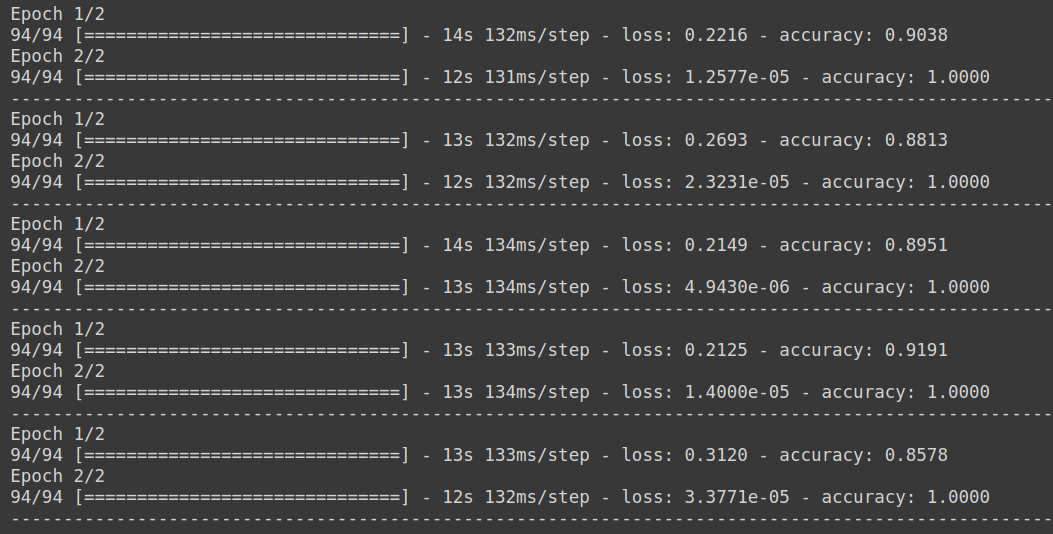 Epoch 1/2
94/94 [==============================] - 14s 132ms/step - loss: 0.2216 - accuracy: 0.9038
Epoch 2/2
94/94 [==============================] - 12s 131ms/step - loss: 1.2577e-05 - accuracy: 1.0000
----------------------------------------------------------------------------------------------------
Epoch 1/2
94/94 [==============================] - 13s 132ms/step - loss: 0.2693 - accuracy: 0.8813
Epoch 2/2
94/94 [==============================] - 12s 132ms/step - loss: 2.3231e-05 - accuracy: 1.0000
----------------------------------------------------------------------------------------------------
Epoch 1/2
94/94 [==============================] - 14s 134ms/step - loss: 0.2149 - accuracy: 0.8951
Epoch 2/2
94/94 [==============================] - 13s 134ms/step - loss: 4.9430e-06 - accuracy: 1.0000
----------------------------------------------------------------------------------------------------
Epoch 1/2
94/94 [==============================] - 13s 133ms/step - loss: 0.2125 - accuracy: 0.9191
Epoch 2/2
94/94 [==============================] - 13s 134ms/step - loss: 1.4000e-05 - accuracy: 1.0000
----------------------------------------------------------------------------------------------------
Epoch 1/2
94/94 [==============================] - 13s 133ms/step - loss: 0.3120 - accuracy: 0.8578
Epoch 2/2
94/94 [==============================] - 12s 132ms/step - loss: 3.3771e-05 - accuracy: 1.0000
----------------------------------------------------------------------------------------------------